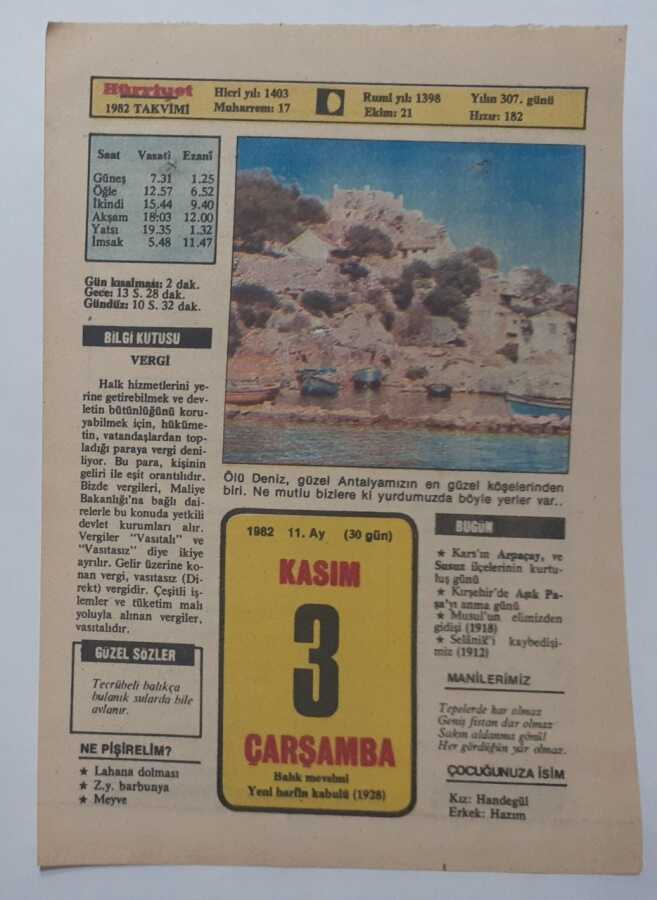 Hürriyet
1982 TAKVİMİ
Hicri yılı: 1403
Muharrem: 17
Rumi yılı: 1398
Ekim: 21
Yılın 307. günü
Hızır: 182
Saat Vasati Ezani
Güneş 7.31 1.25
Öğle 12.57 6.52
İkindi 15.44 9.40
Akşam 18.03 12.00
Yatsı 19.35 1.32
İmsak 5.48 11.47
Gün kısalması: 2 dak.
Gece: 13 S. 28 dak.
Gündüz: 10 S. 32 dak.
BİLGİ KUTUSU
VERGİ
Halk hizmetlerini ye-
rine getirebilmek ve dev-
letin bütünlüğünü koru-
yabilmek için, hüküme-
tin, vatandaşlardan top-
ladığı paraya vergi deni-
liyor. Bu para, kişinin
geliri ile eşit orantılıdır.
Bizde vergileri, Maliye
Bakanlığı'na bağlı dai-
relerle bu konuda yetkili
devlet kurumları alır.
Vergiler "Vasıtalı" ve
"Vasıtasız" diye ikiye
ayrılır. Gelir üzerine ko-
nan vergi, vasıtasız (Di-
rekt) vergidir. Çeşitli iş-
lemler ve tüketim malı
yoluyla alınan vergiler,
vasıtalıdır.
GÜZEL SÖZLER
Tecrübeli balıkçı
bulanık sularda bile
avlanır.
NE PİŞİRELİM?
★ Lahana dolması
★ Z.y. barbunya
★ Meyve
Ölü Deniz, güzel Antalyamızın en güzel köşelerinden
biri. Ne mutlu bizlere ki yurdumuzda böyle yerler var..
1982 11. Ay (30 gün)
KASIM
3
ÇARŞAMBA
Balık mevsimi
Yeni harfin kabulü (1928)
BUGÜN
★ Kars'ın Arpaçay, ve
Susuz ilçelerinin kurtu-
luş günü
★ Kırşehir'de Aşık Pa-
şa'yı anma günü
★ Musul'un elimizden
gidişi (1918)
★ Selânik'i kaybedişi-
miz (1912)
MANİLERİMİZ
Tepelerde kar olmaz
Geniş fistan dar olmaz
Sakın aldanma gönül
Her gördüğün yâr olmaz.
ÇOCUĞUNUZA İSİM
Kız: Handegül
Erkek: Hazım